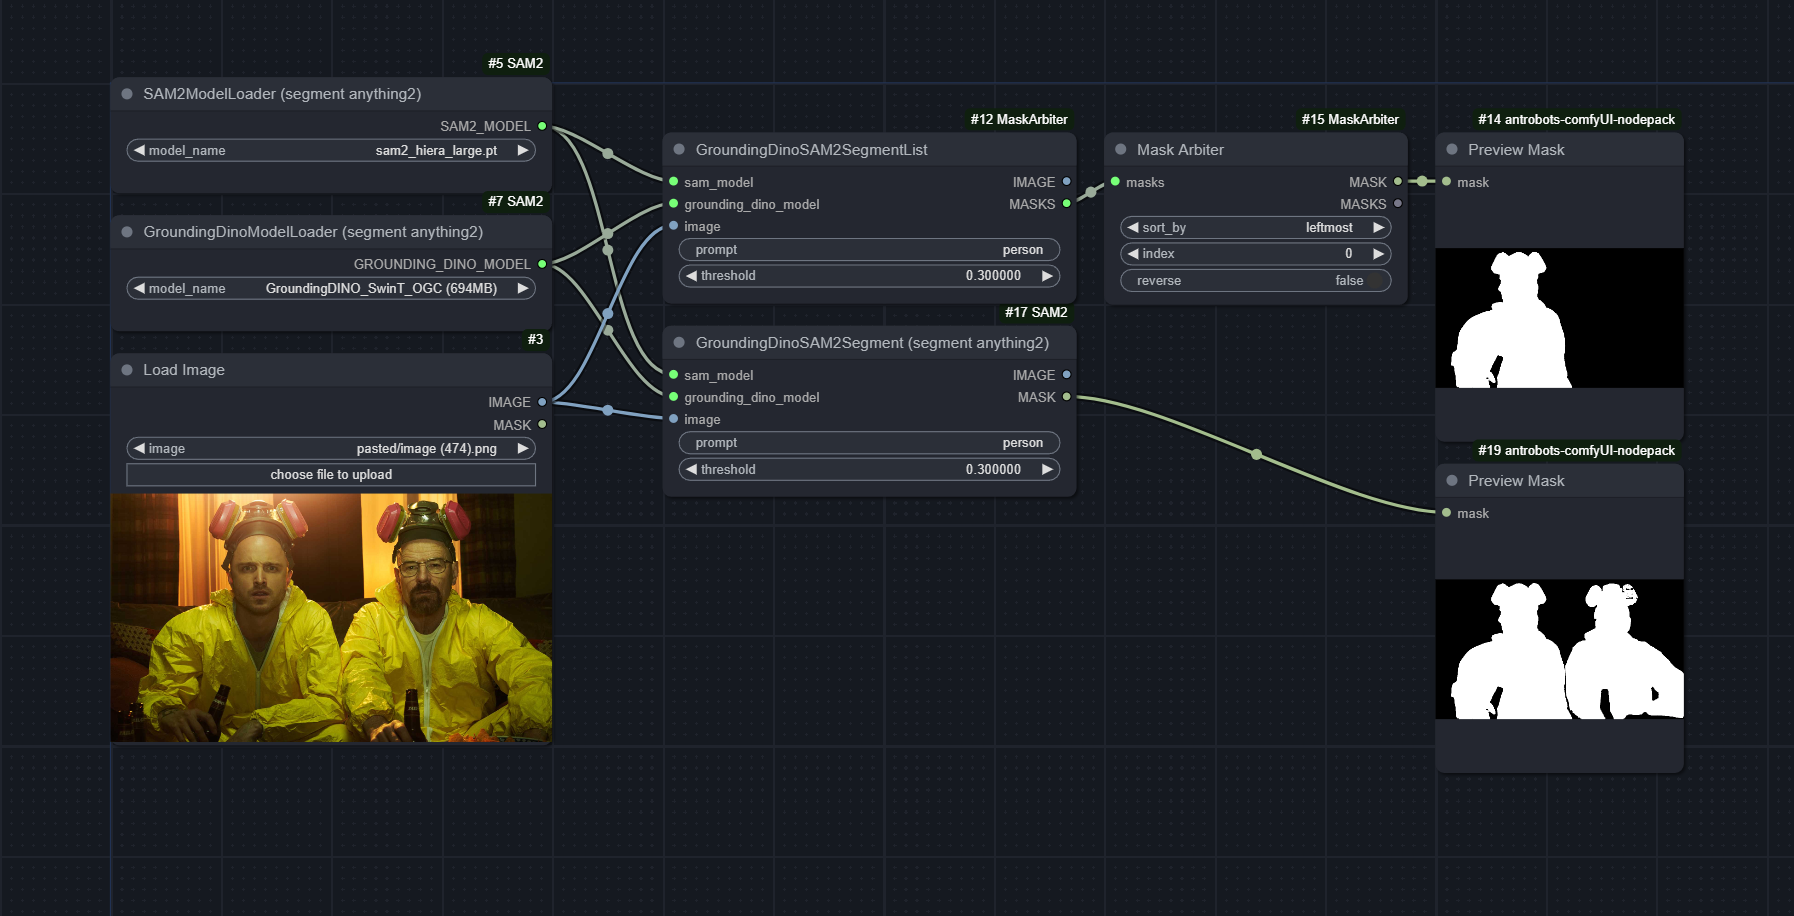 #5 SAM2
SAM2ModelLoader (segment anything2)
SAM2_MODEL
model_name sam2_hiera_large.pt
#7 SAM2
GroundingDinoModelLoader (segment anything2)
GROUNDING_DINO_MODEL
model_name GroundingDINO_SwinT_OGC (694MB)
#3
Load Image
IMAGE
MASK
image pasted/image (474).png
choose file to upload
#12 MaskArbiter
GroundingDinoSAM2SegmentList
sam_model IMAGE
grounding_dino_model MASKS
image
prompt person
threshold 0.300000
#17 SAM2
GroundingDinoSAM2Segment (segment anything2)
sam_model IMAGE
grounding_dino_model MASK
image
prompt person
threshold 0.300000
#15 MaskArbiter
Mask Arbiter
masks MASK
MASKS
sort_by leftmost
index 0
reverse false
#14 antrobots-comfyUI-nodepack
Preview Mask
mask
#19 antrobots-comfyUI-nodepack
Preview Mask
mask